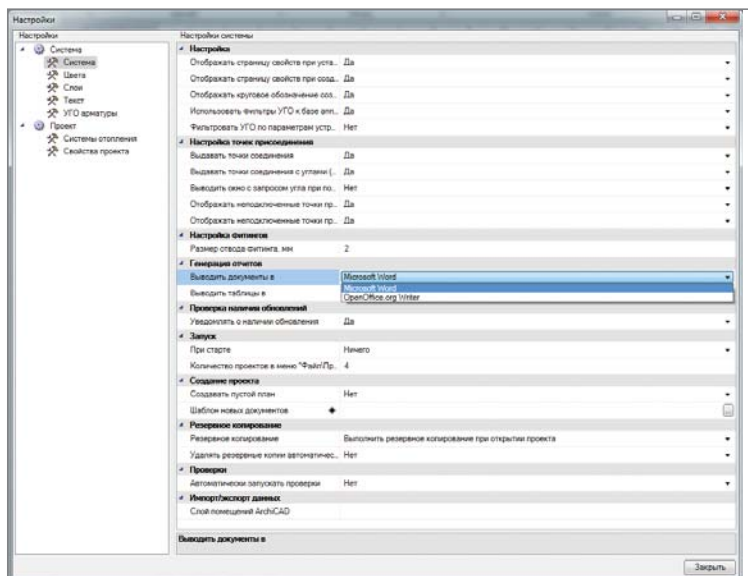 Настройки
Настройки
Система
Система
Цвета
Слои
Текст
УГО арматуры
Проект
Системы отопления
Свойства проекта
Настройки системы
Настройка
Отображать страницу свойств при уста... Да
Отображать страницу свойств при созд... Да
Отображать круговое обозначение соз... Да
Использовать фильтры УГО к базе апп... Да
Фильтровать УГО по параметрам устр... Нет
Настройка точек присоединения
Выдавать точки соединения Да
Выдавать точки соединения с углами (... Да
Выводить окно с запросом угла при по... Нет
Отображать неподключенные точки пр... Да
Отображать неподключенные точки пр... Да
Настройка фитингов
Размер отвода фитинга, мм 2
Генерация отчетов
Выводить документы в Microsoft Word
Microsoft Word
Выводить таблицы в OpenOffice.org Writer
Проверка наличия обновлений
Уведомлять о наличии обновления Да
Запуск
При старте Ничего
Количество проектов в меню "Файл\Пр... 4
Создание проекта
Создавать пустой план Нет
Шаблон новых документов
Резервное копирование
Резервное копирование Выполнить резервное копирование при открытии проекта
Удалять резервные копии автоматичес... Нет
Проверки
Автоматически запускать проверки Нет
Импорт/экспорт данных
Слой помещений ArchiCAD
Выводить документы в
Закрыть